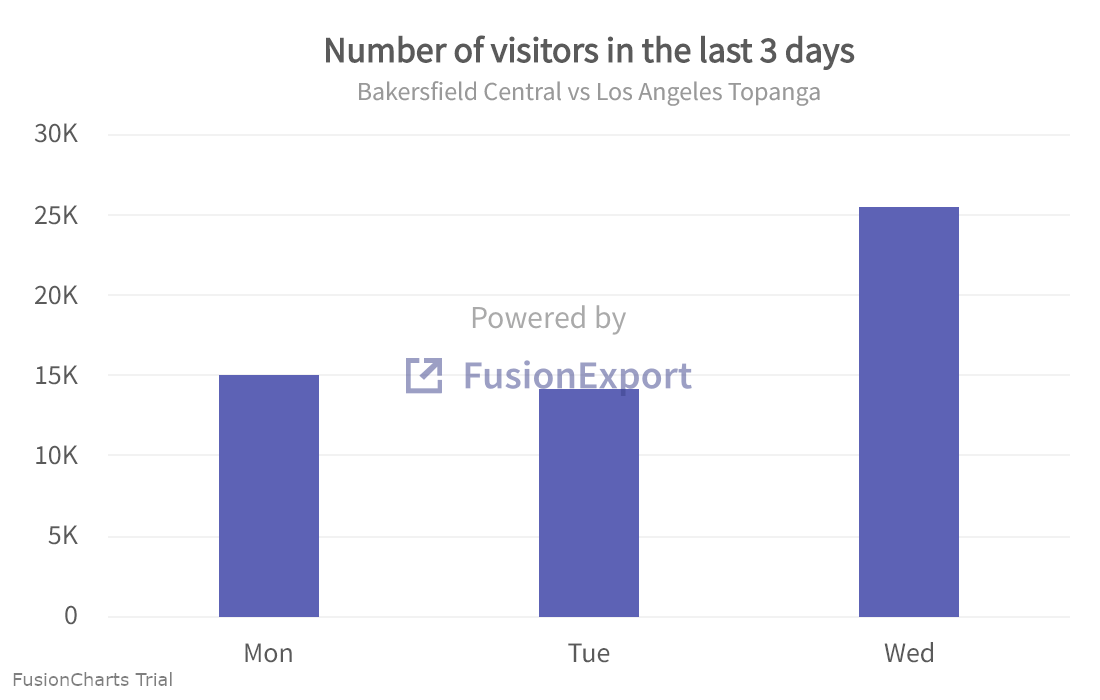 Number of visitors in the last 3 days
Bakersfield Central vs Los Angeles Topanga
30K
25K
20K
Powered by
15K
FusionExport
10K
5K
0
Mon Tue Wed
FusionCharts Trial